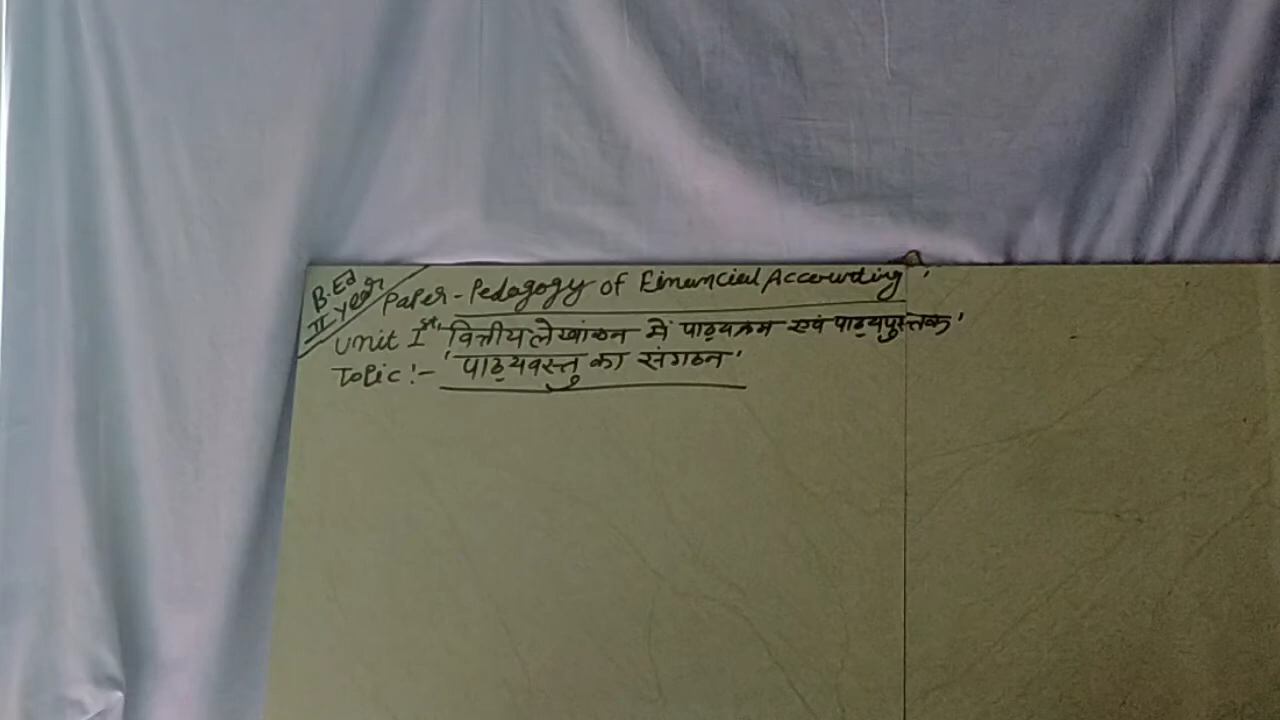 B.Ed
II Year
Paper - Pedagogy of Financial Accounting'
Unit Ist 'वित्तीय लेखांकन में पाठ्यक्रम एवं पाठ्यपुस्तक'
Topic:- 'पाठ्यवस्तु का संगठन'